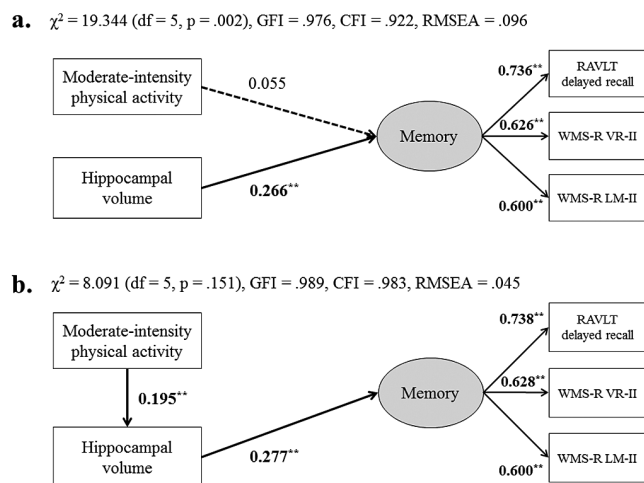 a. χ² = 19.344 (df = 5, p = .002), GFI = .976, CFI = .922, RMSEA = .096
Moderate-intensity
physical activity
0.055
Hippocampal
volume
0.266**
Memory
0.736**
RAVLT
delayed recall
0.626**
WMS-R VR-II
0.600**
WMS-R LM-II
b. χ² = 8.091 (df = 5, p = .151), GFI = .989, CFI = .983, RMSEA = .045
Moderate-intensity
physical activity
0.195**
Hippocampal
volume
0.277**
Memory
0.738**
RAVLT
delayed recall
0.628**
WMS-R VR-II
0.600**
WMS-R LM-II